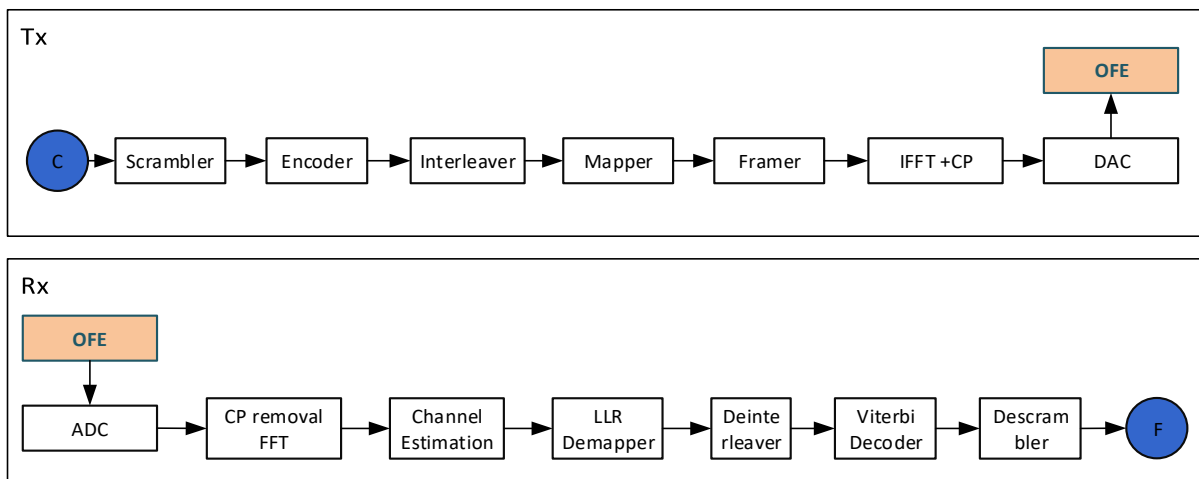 Tx
OFE
C
Scrambler
Encoder
Interleaver
Mapper
Framer
IFFT +CP
DAC
Rx
OFE
ADC
CP removal
FFT
Channel
Estimation
LLR
Demapper
Deinte
rleaver
Viterbi
Decoder
Descram
bler
F